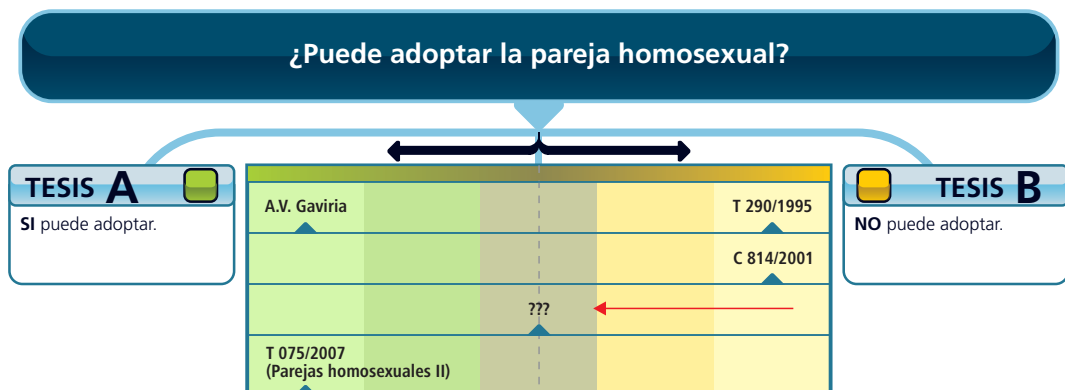 ¿Puede adoptar la pareja homosexual?
TESIS A
SI puede adoptar.
TESIS B
NO puede adoptar.
A.V. Gaviria
T 290/1995
C 814/2001
???
T 075/2007
(Parejas homosexuales II)